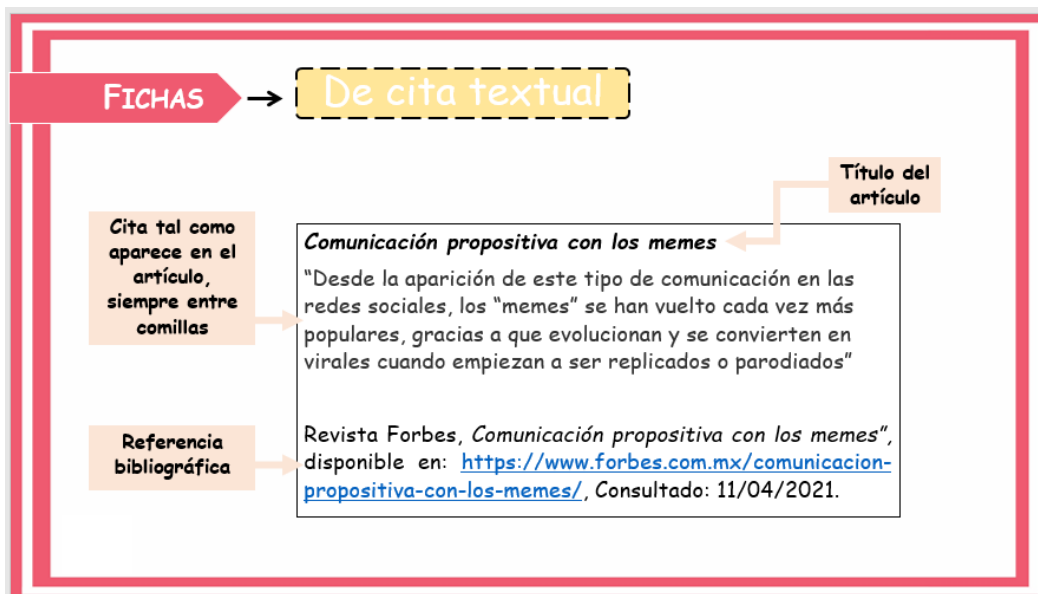 FICHAS
De cita textual
Título del
artículo
Cita tal como
aparece en el
artículo,
siempre entre
comillas
Comunicación propositiva con los memes
“Desde la aparición de este tipo de comunicación en las
redes sociales, los “memes” se han vuelto cada vez más
populares, gracias a que evolucionan y se convierten en
virales cuando empiezan a ser replicados o parodiados”
Referencia
bibliográfica
Revista Forbes, Comunicación propositiva con los memes”,
disponible en: https://www.forbes.com.mx/comunicacion-
propositiva-con-los-memes/, Consultado: 11/04/2021.